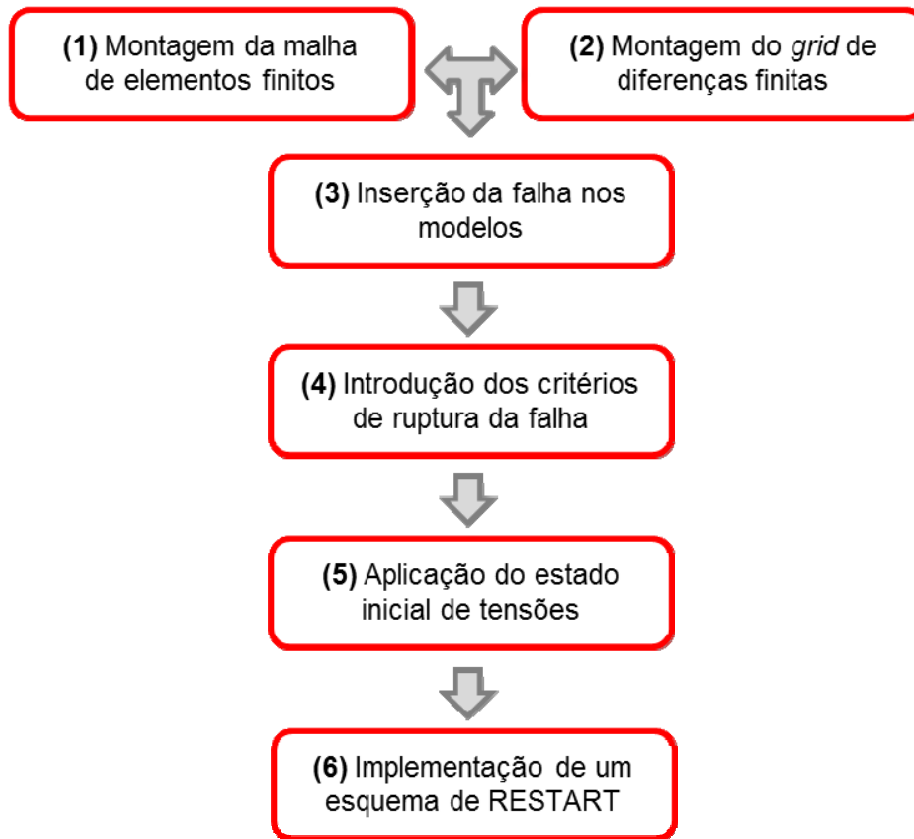 (1) Montagem da malha
de elementos finitos
(2) Montagem do grid de
diferenças finitas
(3) Inserção da falha nos
modelos
(4) Introdução dos critérios
de ruptura da falha
(5) Aplicação do estado
inicial de tensões
(6) Implementação de um
esquema de RESTART